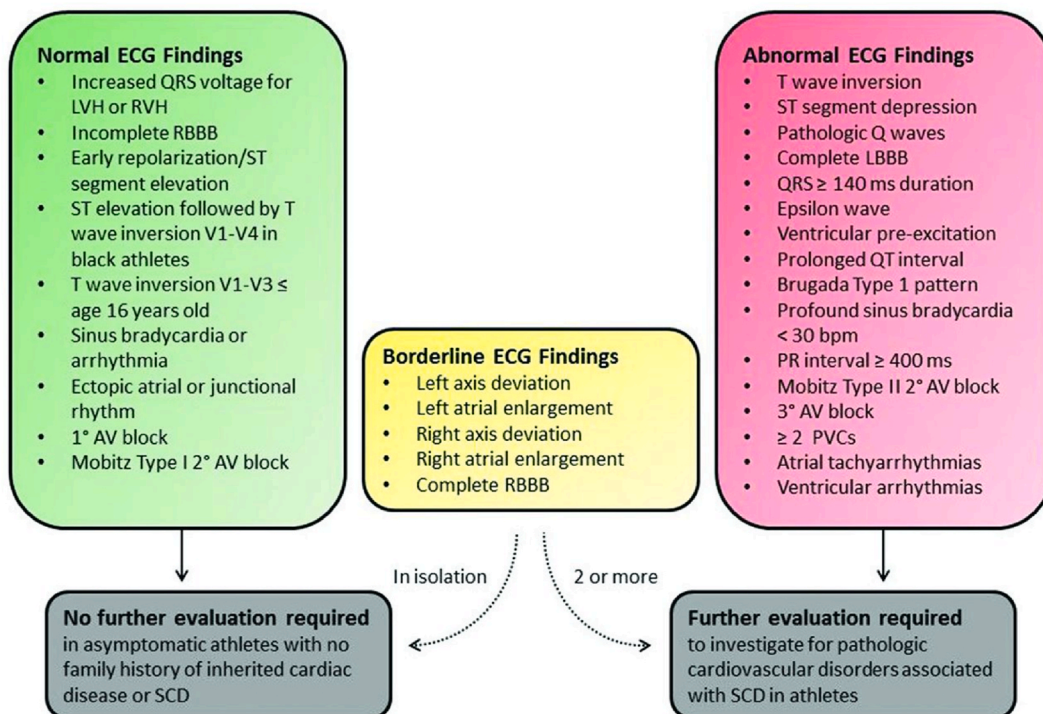 Normal ECG Findings
• Increased QRS voltage for
LVH or RVH
• Incomplete RBBB
• Early repolarization/ST
segment elevation
• ST elevation followed by T
wave inversion V1-V4 in
black athletes
• T wave inversion V1-V3 ≤
age 16 years old
• Sinus bradycardia or
arrhythmia
• Ectopic atrial or junctional
rhythm
• 1° AV block
• Mobitz Type I 2° AV block
Borderline ECG Findings
• Left axis deviation
• Left atrial enlargement
• Right axis deviation
• Right atrial enlargement
• Complete RBBB
Abnormal ECG Findings
• T wave inversion
• ST segment depression
• Pathologic Q waves
• Complete LBBB
• QRS ≥ 140 ms duration
• Epsilon wave
• Ventricular pre-excitation
• Prolonged QT interval
• Brugada Type 1 pattern
• Profound sinus bradycardia
< 30 bpm
• PR interval ≥ 400 ms
• Mobitz Type II 2° AV block
• 3° AV block
• ≥ 2 PVCs
• Atrial tachyarrhythmias
• Ventricular arrhythmias
In isolation
2 or more
No further evaluation required
in asymptomatic athletes with no
family history of inherited cardiac
disease or SCD
Further evaluation required
to investigate for pathologic
cardiovascular disorders associated
with SCD in athletes